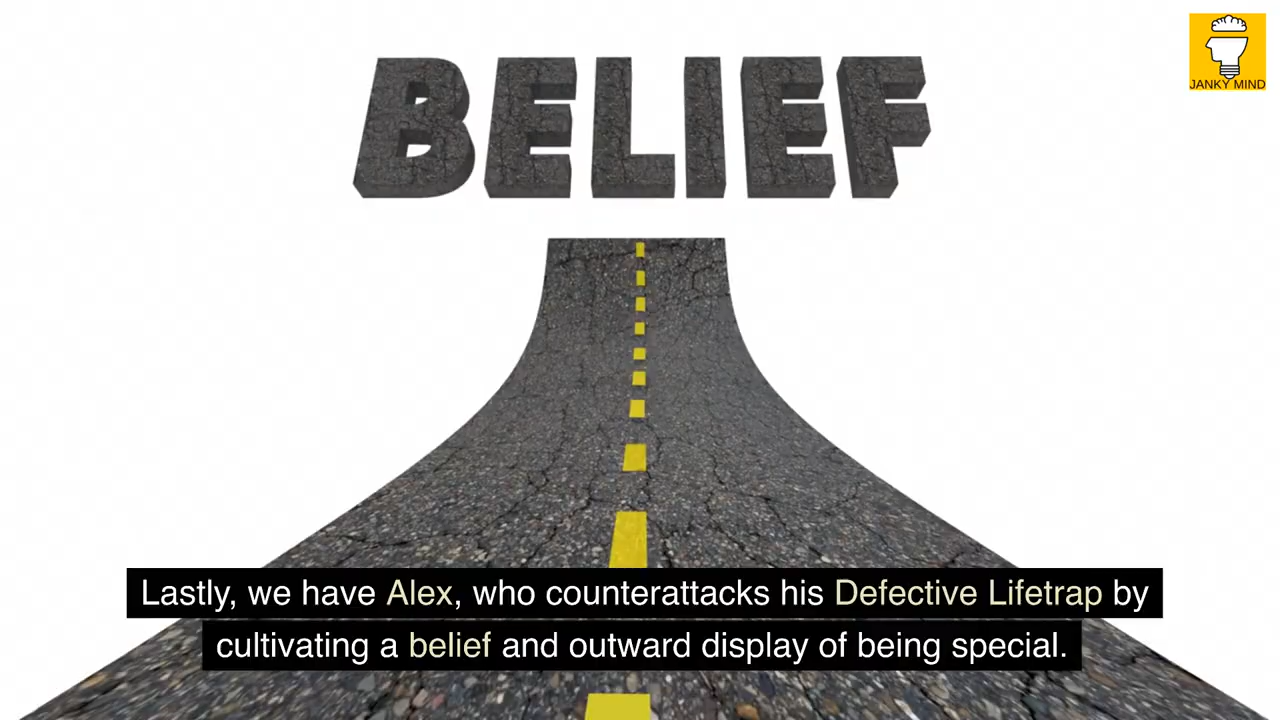 JANKY MIND
BELIEF
Lastly, we have Alex, who counterattacks his Defective Lifetrap by
cultivating a belief and outward display of being special.